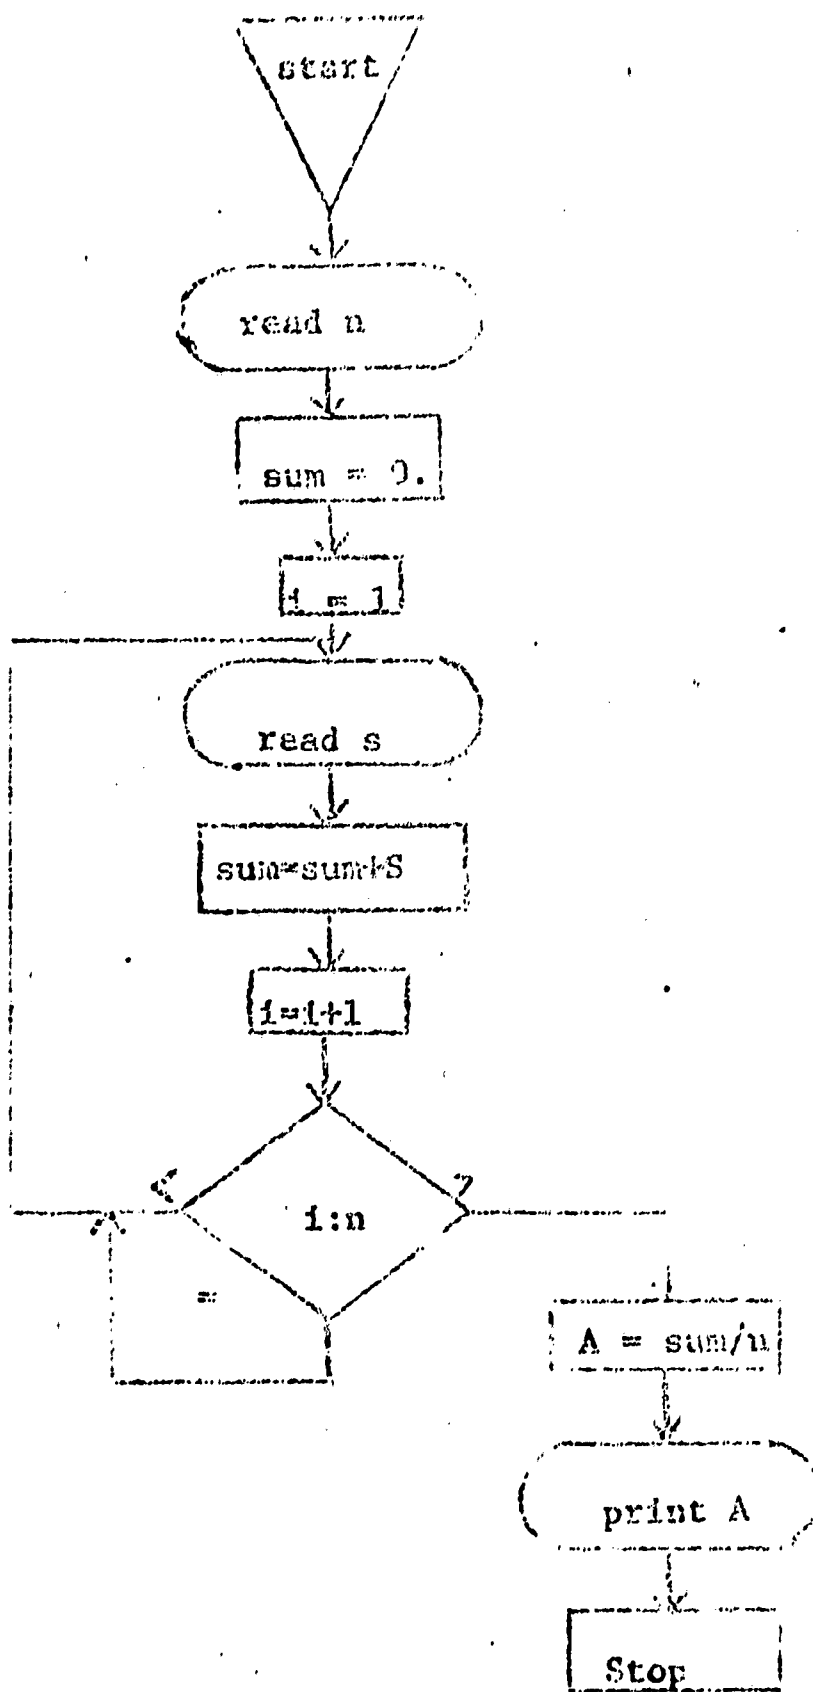 start
read n
sum = 0.
i = 1
read s
sum=sum+S
i=i+1
<
>
i:n
=
A = sum/n
print A
Stop